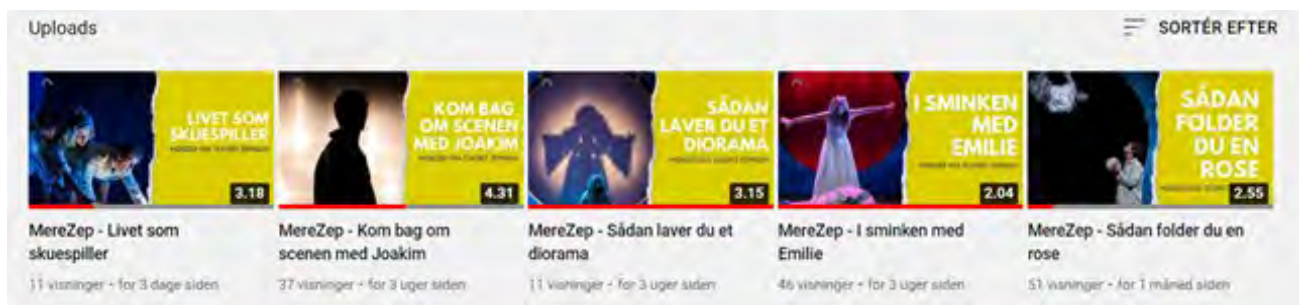 Uploads
SORTÉR EFTER
LIVET SOM
SKUESPILLER
3.18
KOM BAG
OM SCENEN
MED JOAKIM
4.31
SÅDAN
LAVER DU ET
DIORAMA
3.15
I SMINKEN
MED
EMILIE
2.04
SÅDAN
FOLDER
DU EN
ROSE
2.55
MereZep - Livet som
skuespiller
11 visninger • for 3 dage siden
MereZep - Kom bag om
scenen med Joakim
37 visninger • for 3 uger siden
MereZep - Sådan laver du et
diorama
11 visninger • for 3 uger siden
MereZep - I sminken med
Emilie
46 visninger • for 3 uger siden
MereZep - Sådan folder du en
rose
51 visninger • for 1 måned siden